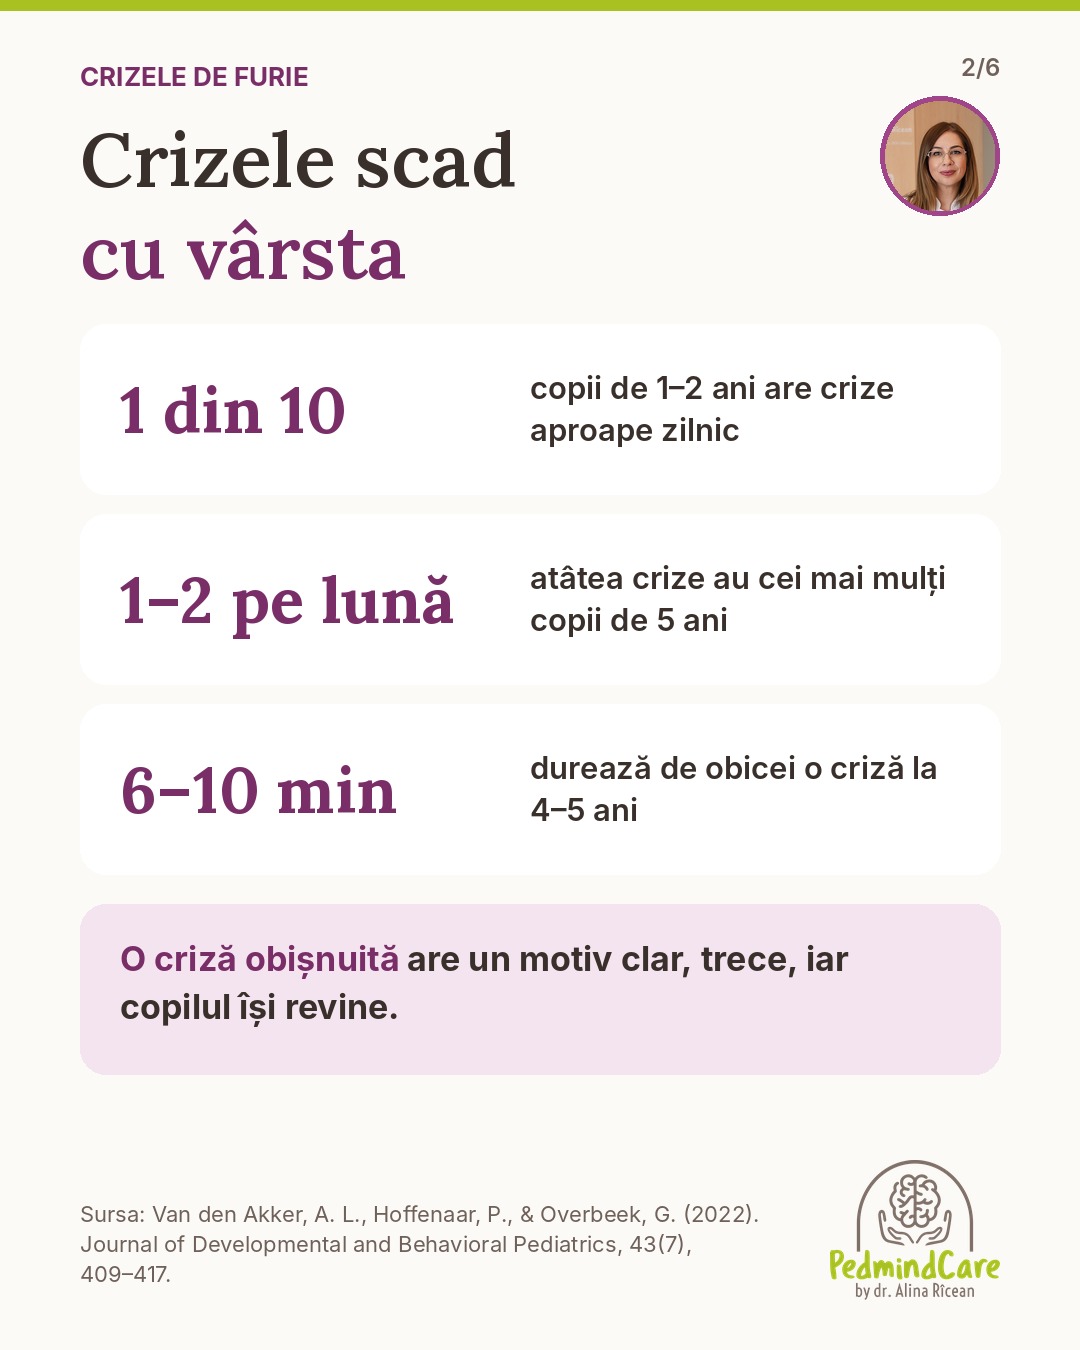 CRIZELE DE FURIE
2/6
Crizele scad
cu vârsta
1 din 10
copii de 1–2 ani are crize
aproape zilnic
1–2 pe lună
atâtea crize au cei mai mulți
copii de 5 ani
6–10 min
durează de obicei o criză la
4–5 ani
O criză obișnuită are un motiv clar, trece, iar
copilul își revine.
Sursa: Van den Akker, A. L., Hoffenaar, P., & Overbeek, G. (2022).
Journal of Developmental and Behavioral Pediatrics, 43(7),
409–417.
PedmindCare
by dr. Alina Rîcean